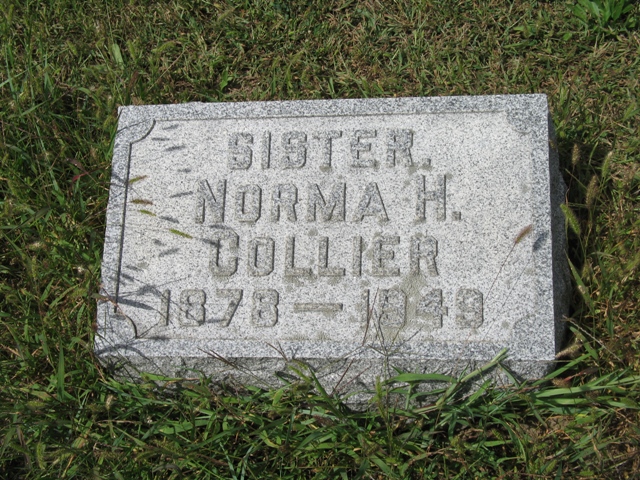 SISTER.
NORMA H.
COLLIER
1878 — 1949